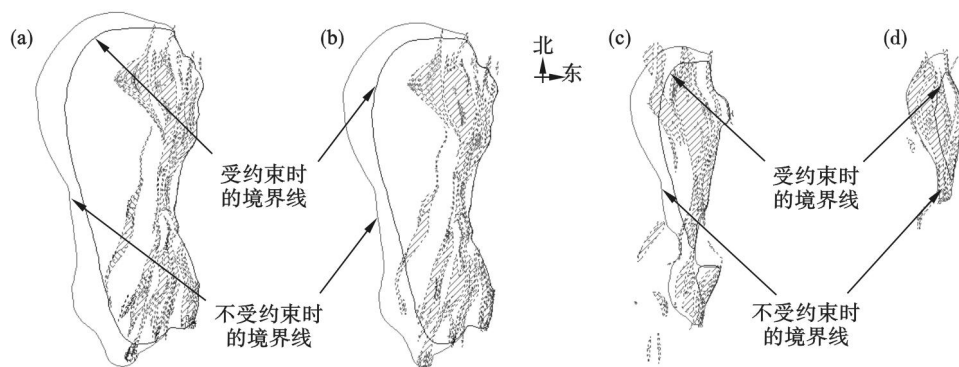 (a)
(b)
北
东
(c)
(d)
受约束时
的境界线
受约束时
的境界线
不受约束时
的境界线
不受约束时
的境界线